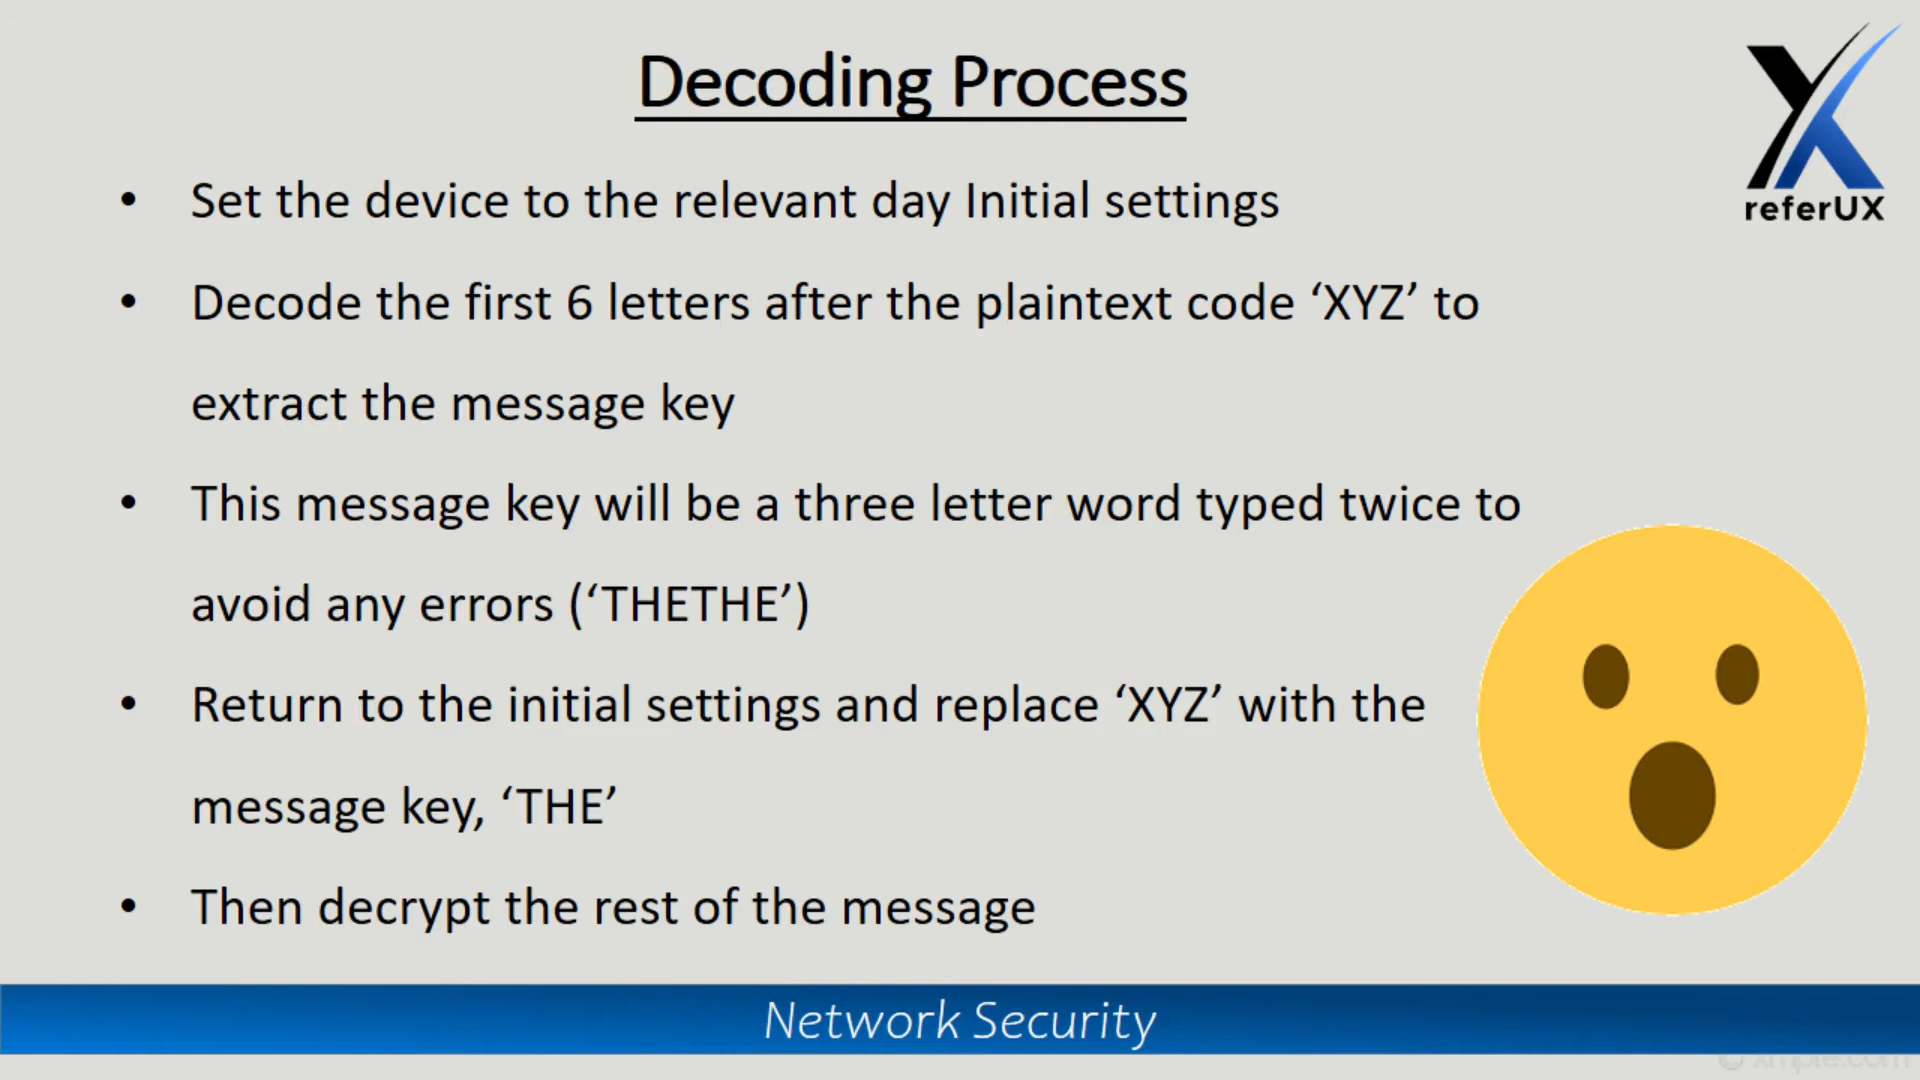 Decoding Process
referUX
• Set the device to the relevant day Initial settings
• Decode the first 6 letters after the plaintext code ‘XYZ’ to
extract the message key
• This message key will be a three letter word typed twice to
avoid any errors (‘THETHE’)
• Return to the initial settings and replace ‘XYZ’ with the
message key, ‘THE’
• Then decrypt the rest of the message
Network Security